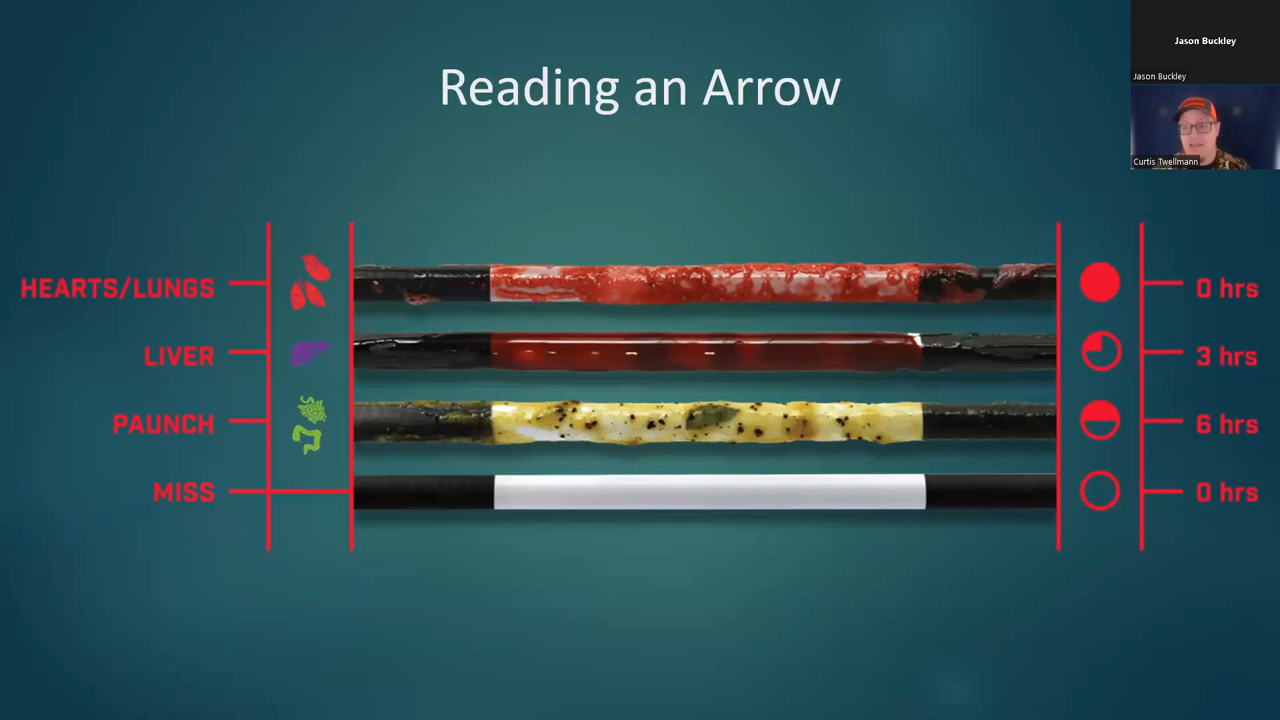 Reading an Arrow
Jason Buckley
Jason Buckley
Curtis Twellmann
HEARTS/LUNGS
0 hrs
LIVER
3 hrs
PAUNCH
6 hrs
MISS
0 hrs